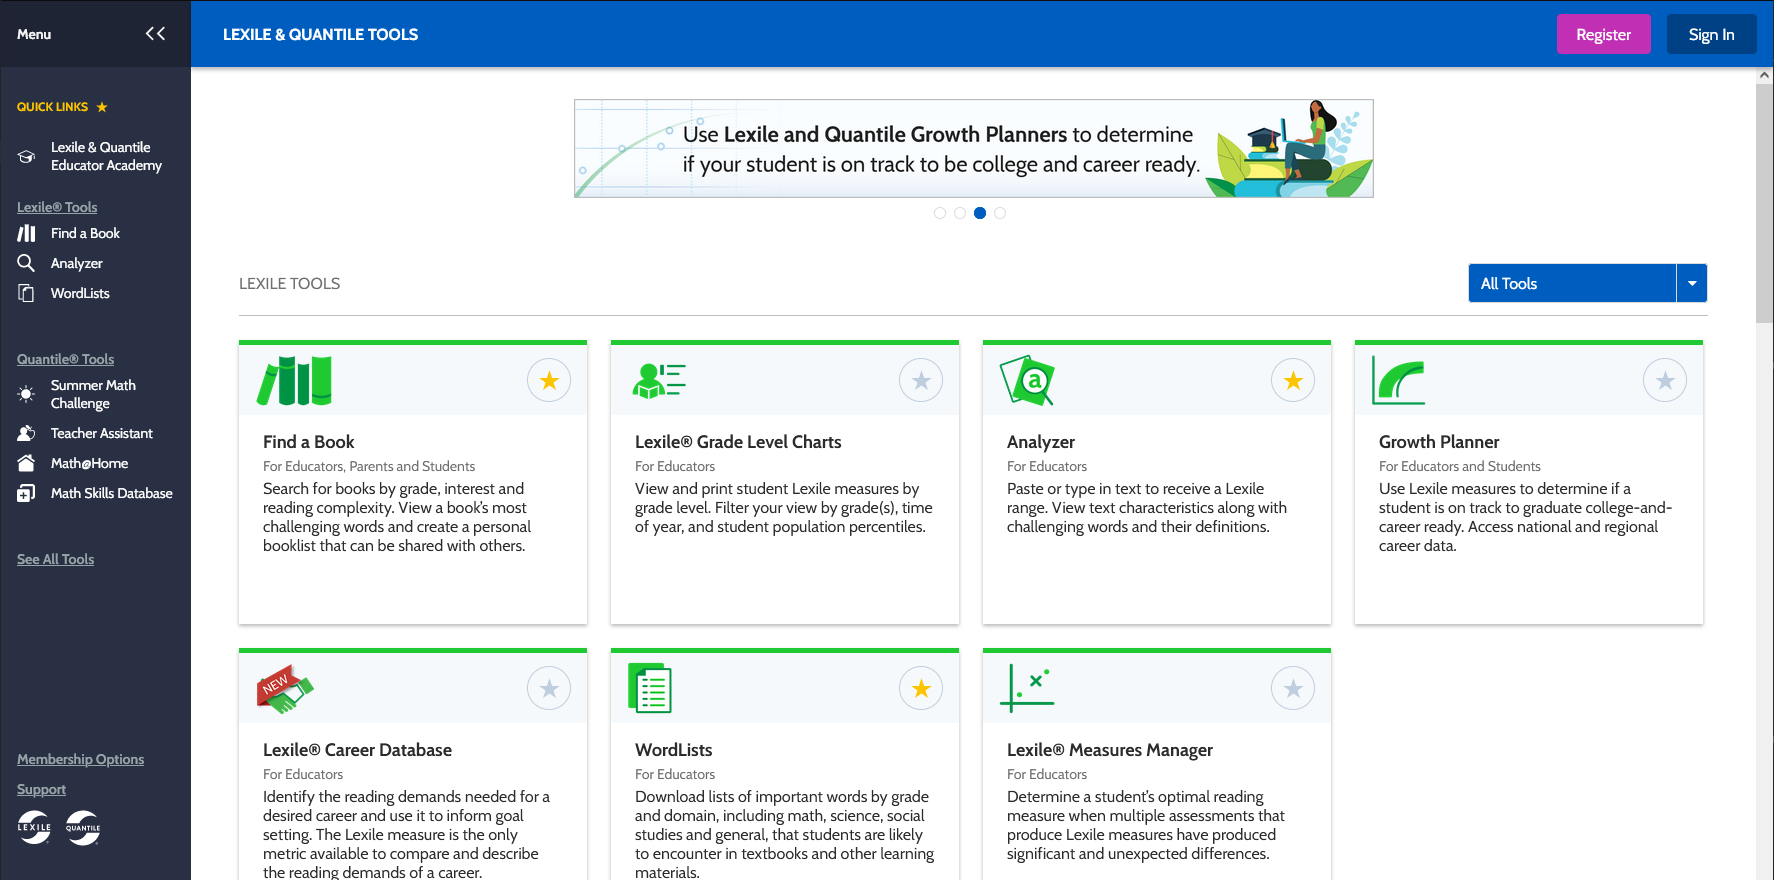 Menu
LEXILE & QUANTILE TOOLS
Register
Sign In
QUICK LINKS
Lexile & Quantile
Educator Academy
Lexile® Tools
Find a Book
Analyzer
WordLists
Quantile® Tools
Summer Math
Challenge
Teacher Assistant
Math@Home
Math Skills Database
See All Tools
Membership Options
Support
LEXILE
QUANTILE
Use Lexile and Quantile Growth Planners to determine
if your student is on track to be college and career ready.
LEXILE TOOLS
All Tools
Find a Book
For Educators, Parents and Students
Search for books by grade, interest and
reading complexity. View a book's most
challenging words and create a personal
booklist that can be shared with others.
Lexile® Grade Level Charts
For Educators
View and print student Lexile measures by
grade level. Filter your view by grade(s), time
of year, and student population percentiles.
a
Analyzer
For Educators
Paste or type in text to receive a Lexile
range. View text characteristics along with
challenging words and their definitions.
Growth Planner
For Educators and Students
Use Lexile measures to determine if a
student is on track to graduate college-and-
career ready. Access national and regional
career data.
NEW
Lexile® Career Database
For Educators
Identify the reading demands needed for a
desired career and use it to inform goal
setting. The Lexile measure is the only
metric available to compare and describe
the reading demands of a career.
WordLists
For Educators
Download lists of important words by grade
and domain, including math, science, social
studies and general, that students are likely
to encounter in textbooks and other learning
materials.
Lexile® Measures Manager
For Educators
Determine a student's optimal reading
measure when multiple assessments that
produce Lexile measures have produced
significant and unexpected differences.